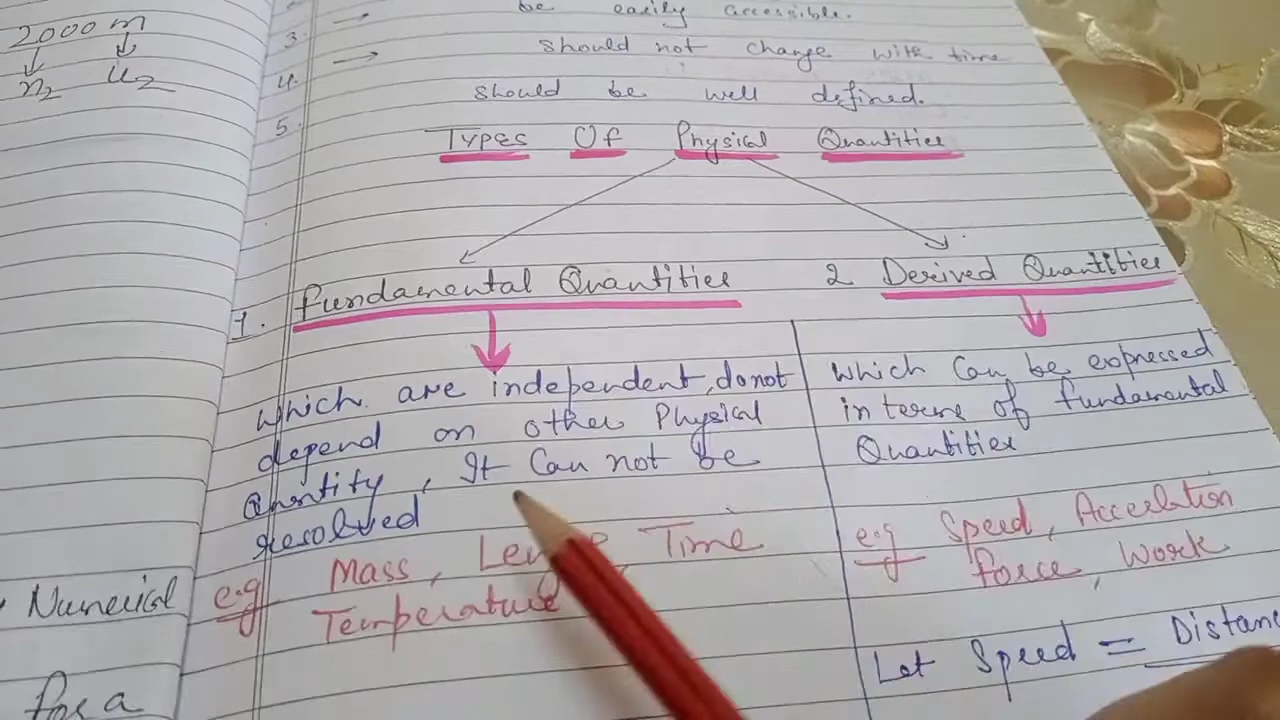 2000 m
n2 u2
Numerical
for a
be easily accessible.
3. → should not change with time
4. → should be well defined.
5.
Types Of Physical Quantities
1. Fundamental Quantities
which are independent, do not
depend on other Physical
Quantity, It Can not be
resolved
e.g Mass, Time
Temperature
2 Derived Quantities
which Can be expressed
in terms of fundamental
Quantities
e.g Speed, Accerlation
force, Work
Let Speed =